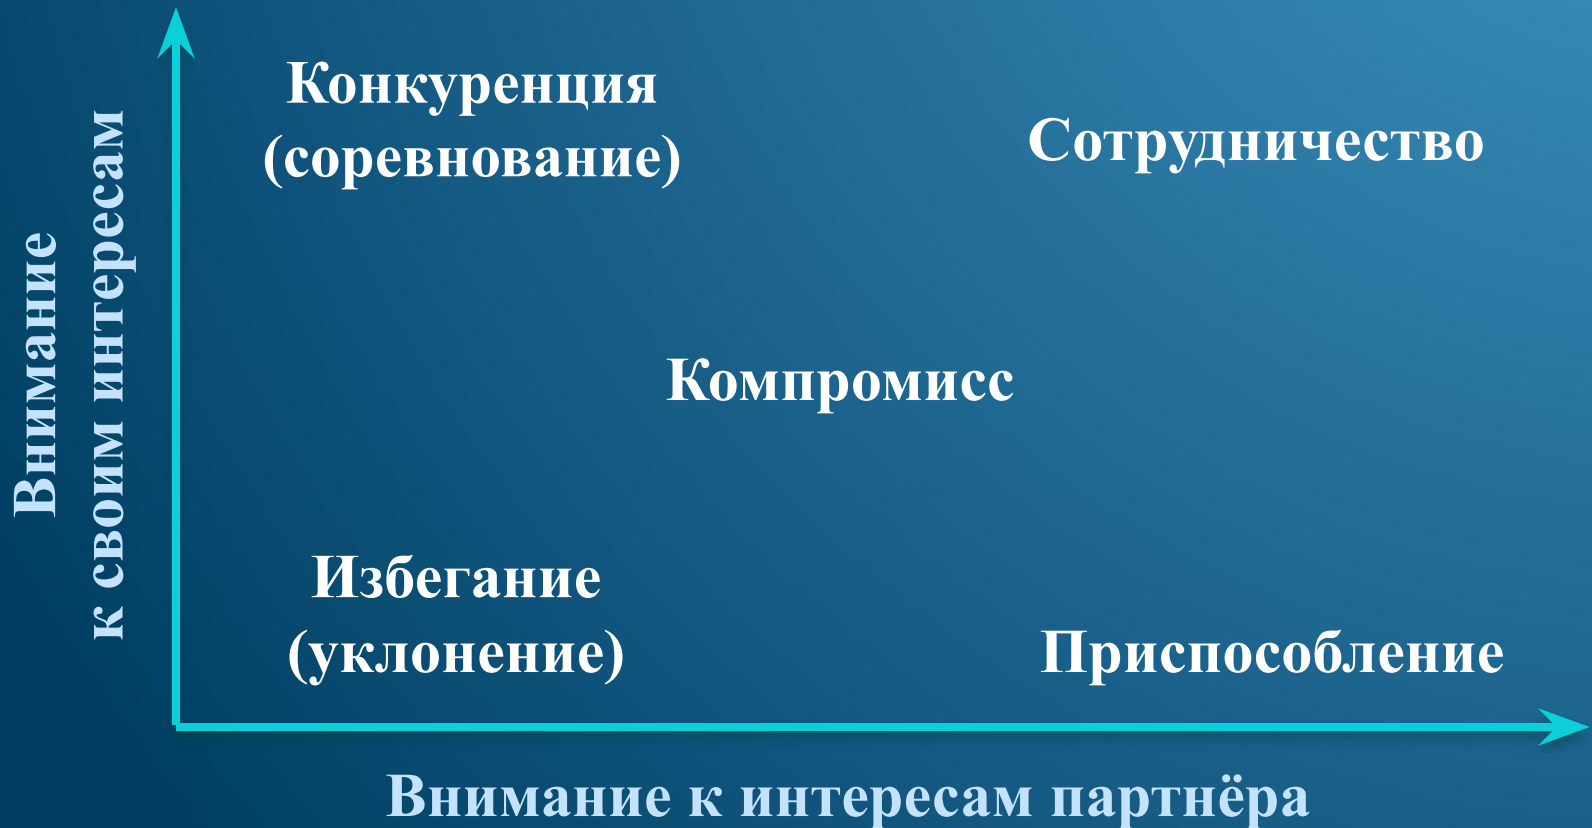 Внимание
к своим интересам
Конкуренция
(соревнование)
Сотрудничество
Компромисс
Избегание
(уклонение)
Приспособление
Внимание к интересам партнёра